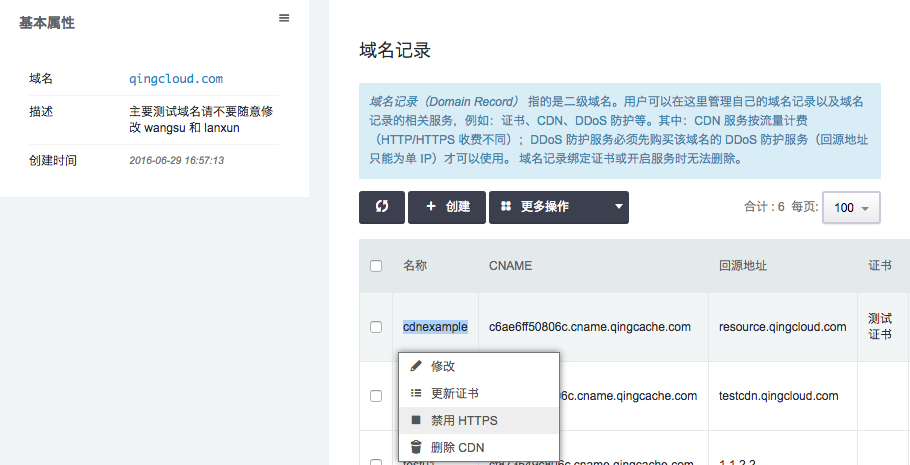 基本属性
域名 qingcloud.com
描述 主要测试域名请不要随意修
改 wangsu 和 lanxun
创建时间 2016-06-29 16:57:13
域名记录
域名记录（Domain Record） 指的是二级域名。用户可以在这里管理自己的域名记录以及域名
记录的相关服务，例如：证书、CDN、DDoS 防护等。其中：CDN 服务按流量计费
（HTTP/HTTPS 收费不同）；DDoS 防护服务必须先购买该域名的 DDoS 防护服务（回源地址
只能为单 IP）才可以使用。 域名记录绑定证书或开启服务时无法删除。
创建 更多操作 合计 : 6 每页: 100
名称 CNAME 回源地址 证书
cdnexample c6ae6ff50806c.cname.qingcache.com resource.qingcloud.com 测试
证书
修改
更新证书
06c.cname.qingcache.com testcdn.qingcloud.com
禁用 HTTPS
删除 CDN